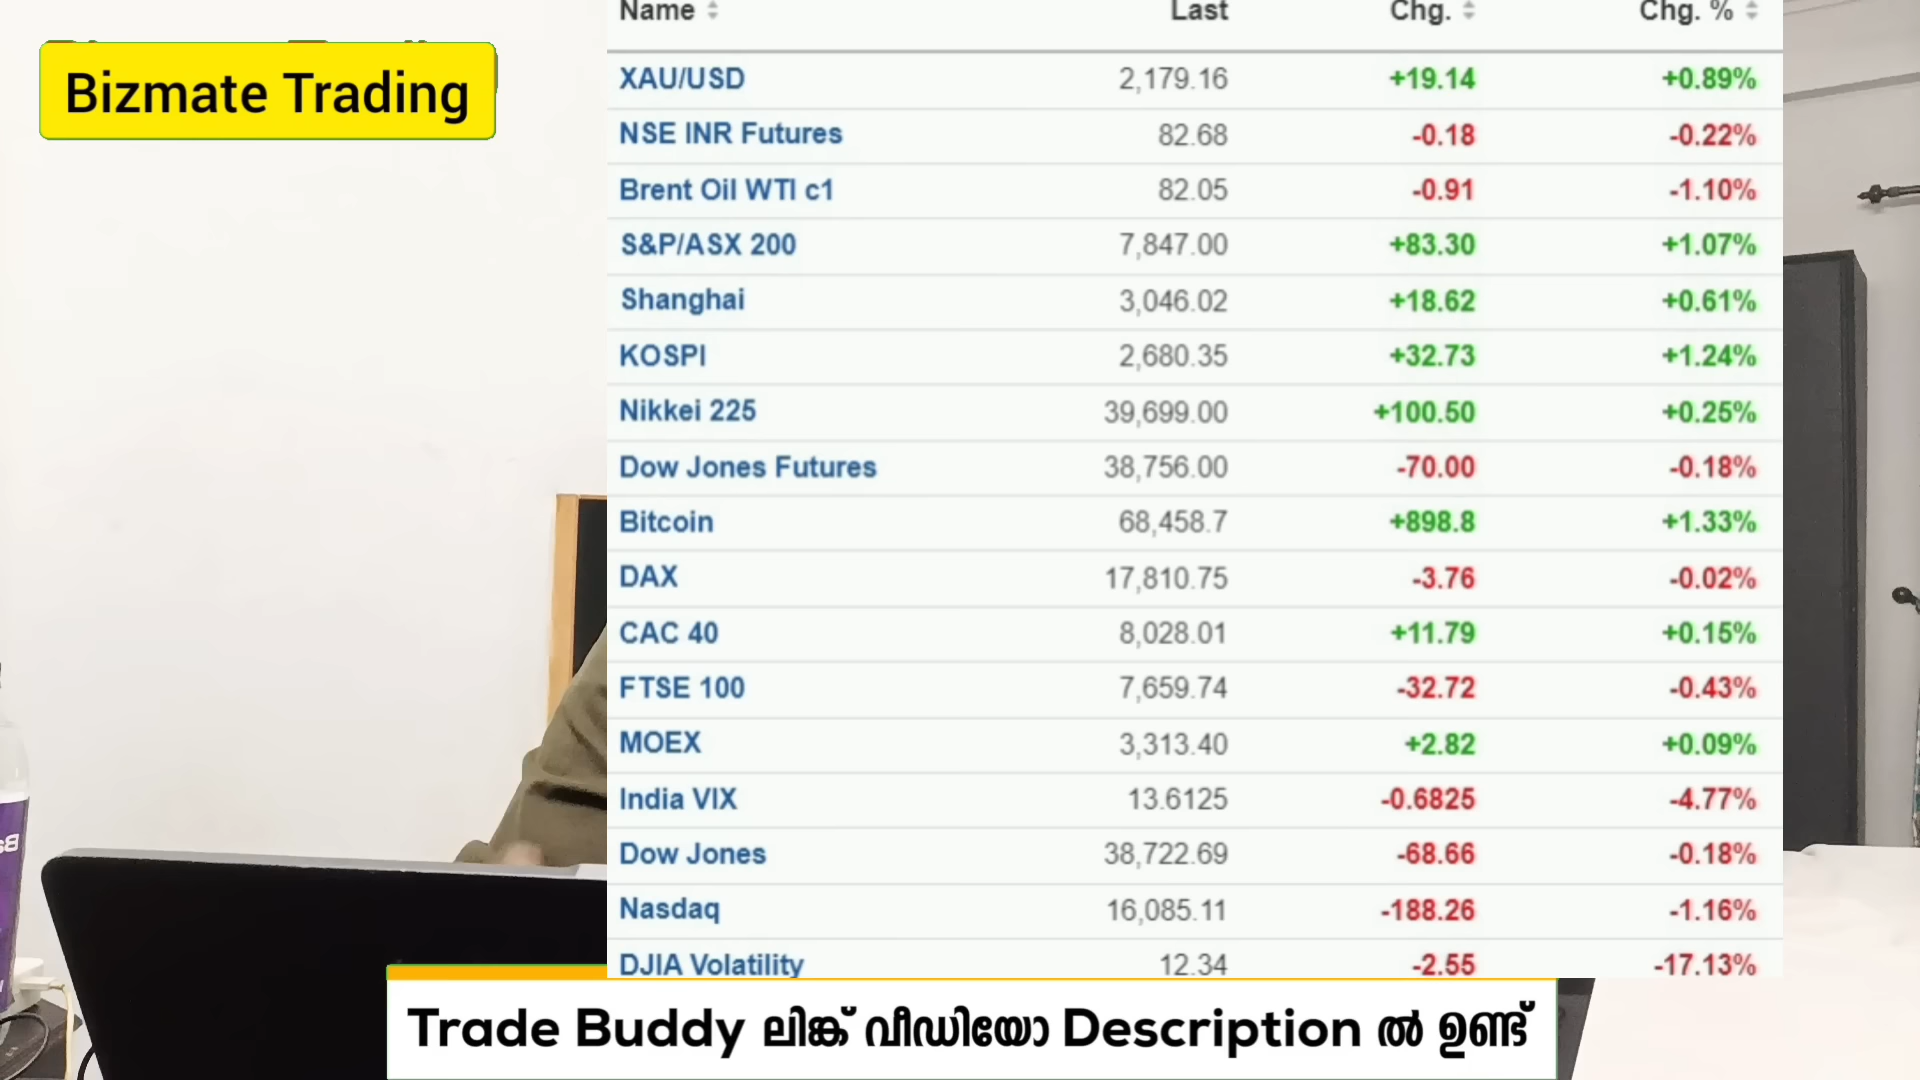 Bizmate Trading
Name Last Chg. Chg. %
XAU/USD 2,179.16 +19.14 +0.89%
NSE INR Futures 82.68 -0.18 -0.22%
Brent Oil WTI c1 82.05 -0.91 -1.10%
S&P/ASX 200 7,847.00 +83.30 +1.07%
Shanghai 3,046.02 +18.62 +0.61%
KOSPI 2,680.35 +32.73 +1.24%
Nikkei 225 39,699.00 +100.50 +0.25%
Dow Jones Futures 38,756.00 -70.00 -0.18%
Bitcoin 68,458.7 +898.8 +1.33%
DAX 17,810.75 -3.76 -0.02%
CAC 40 8,028.01 +11.79 +0.15%
FTSE 100 7,659.74 -32.72 -0.43%
MOEX 3,313.40 +2.82 +0.09%
India VIX 13.6125 -0.6825 -4.77%
Dow Jones 38,722.69 -68.66 -0.18%
Nasdaq 16,085.11 -188.26 -1.16%
DJIA Volatility 12.34 -2.55 -17.13%
Trade Buddy ലിങ്ക് വീഡിയോ Description ൽ ഉണ്ട്